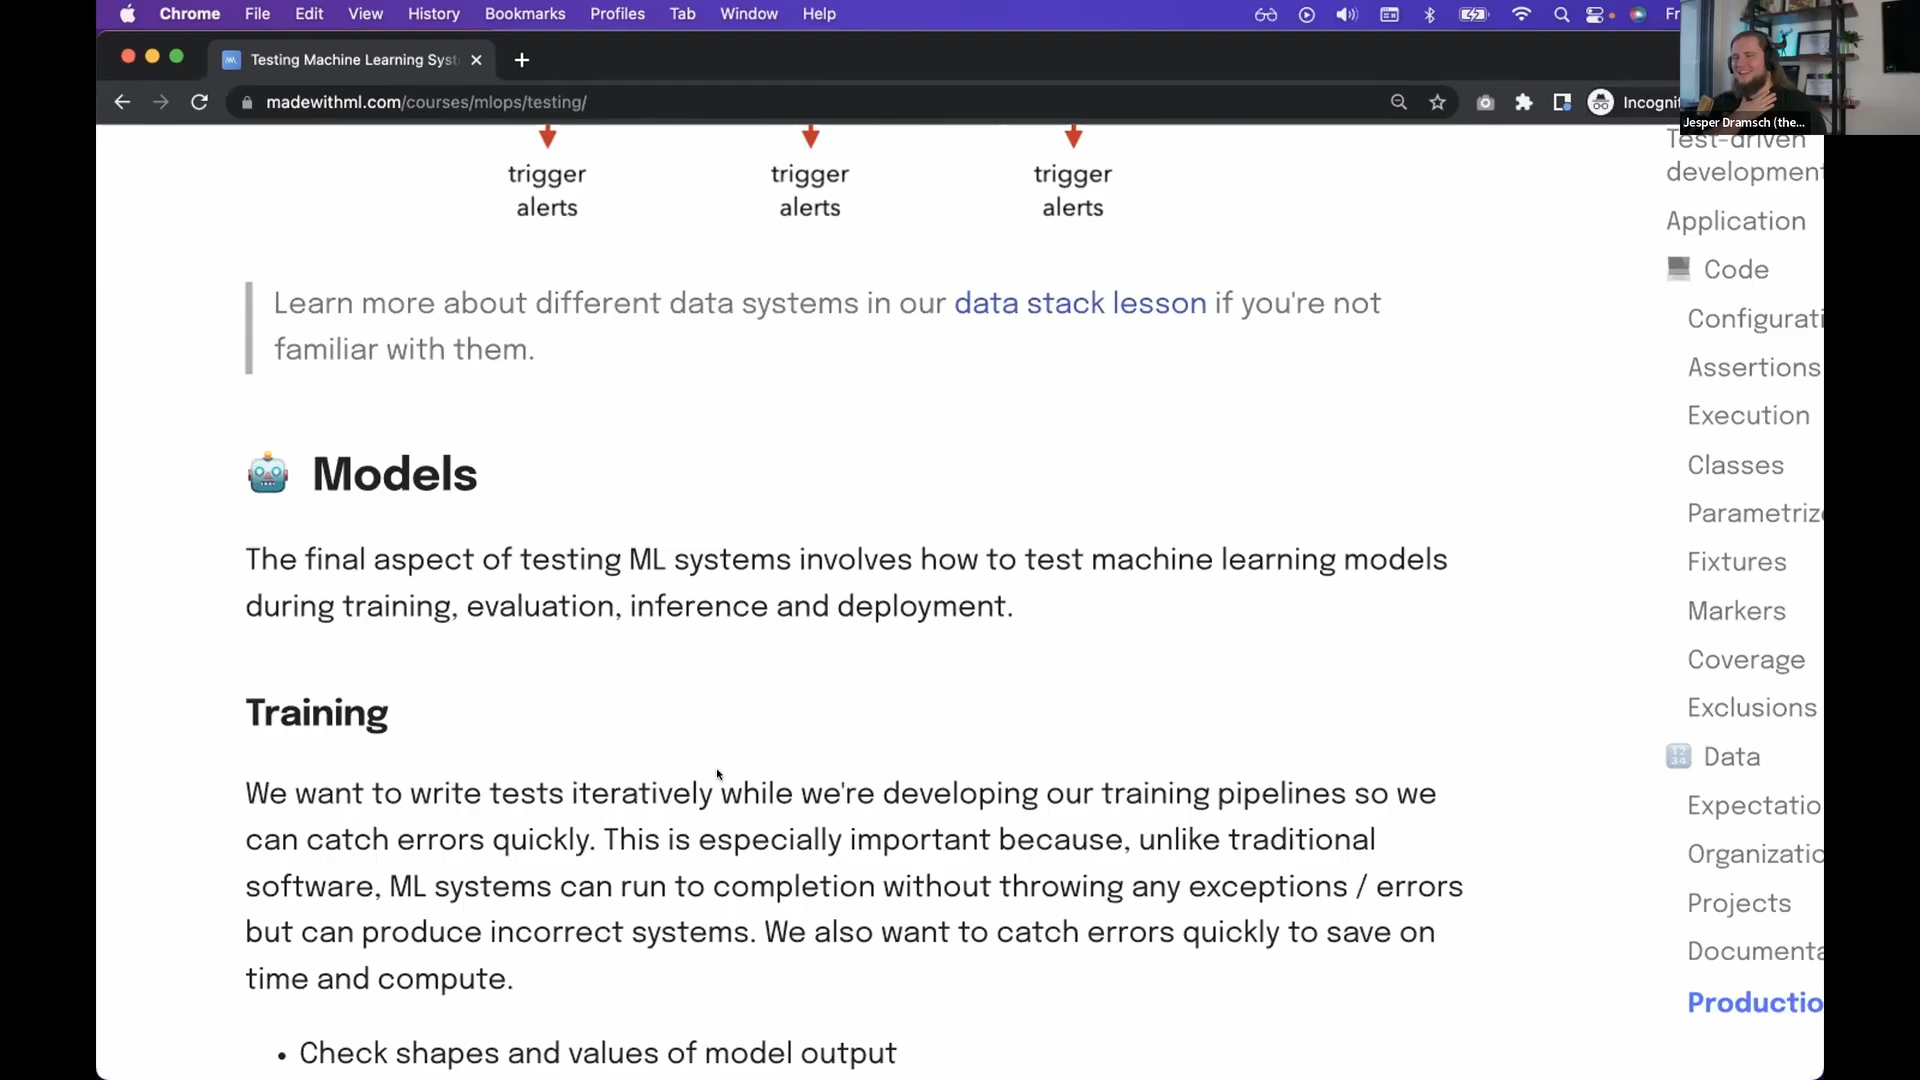 Chrome File Edit View History Bookmarks Profiles Tab Window Help Fr
Testing Machine Learning Syst
madewithml.com/courses/mlops/testing/
Incognit
Jesper Dramsch (the...
trigger alerts
trigger alerts
trigger alerts
Learn more about different data systems in our data stack lesson if you're not
familiar with them.
Models
The final aspect of testing ML systems involves how to test machine learning models
during training, evaluation, inference and deployment.
Training
We want to write tests iteratively while we're developing our training pipelines so we
can catch errors quickly. This is especially important because, unlike traditional
software, ML systems can run to completion without throwing any exceptions / errors
but can produce incorrect systems. We also want to catch errors quickly to save on
time and compute.
• Check shapes and values of model output
Test-driven
development
Application
Code
Configurati
Assertions
Execution
Classes
Parametrize
Fixtures
Markers
Coverage
Exclusions
Data
Expectatio
Organizatio
Projects
Documenta
Productio